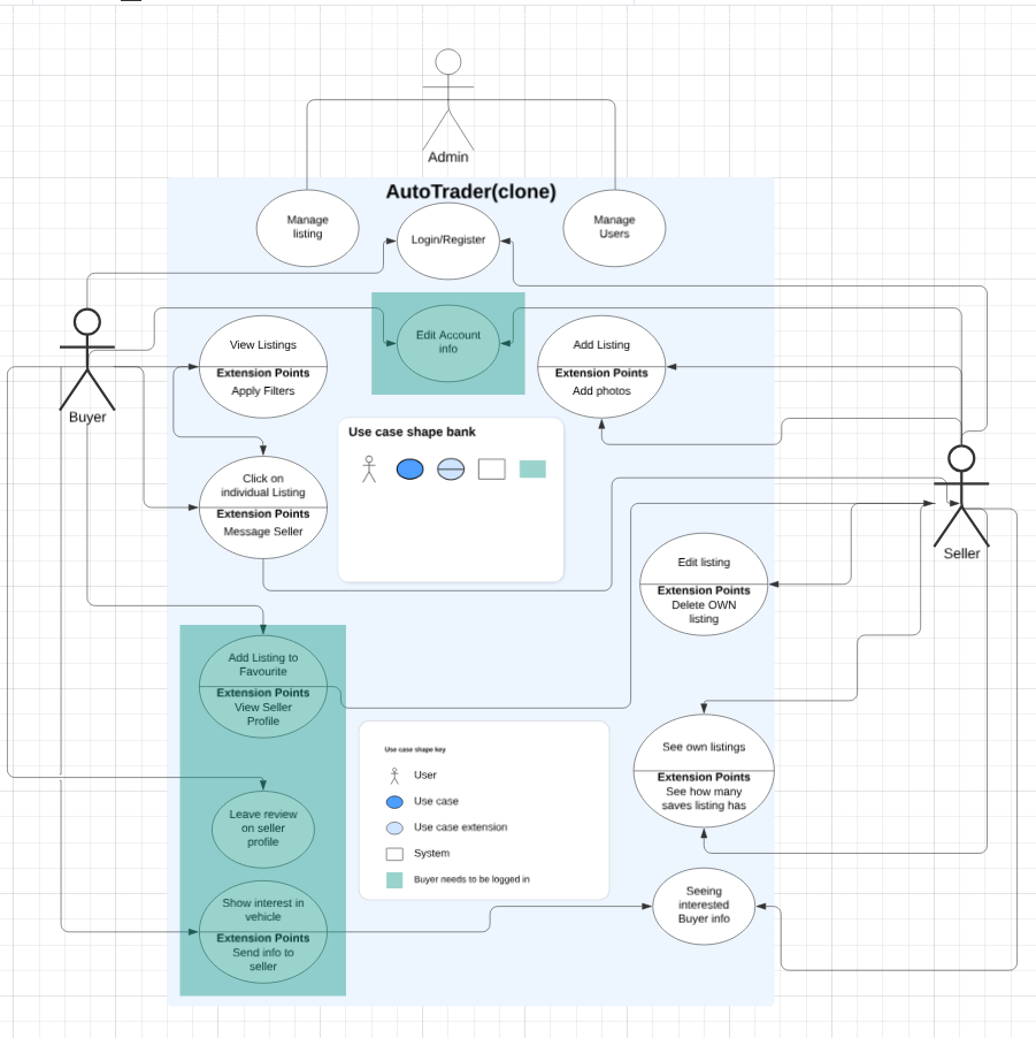 Admin
AutoTrader(clone)
Manage
listing
Login/Register
Manage
Users
Edit Account
info
View Listings
Extension Points
Apply Filters
Add Listing
Extension Points
Add photos
Buyer
Use case shape bank
Click on
individual Listing
Extension Points
Message Seller
Seller
Edit listing
Extension Points
Delete OWN
listing
Add Listing to
Favourite
Extension Points
View Seller
Profile
See own listings
Extension Points
See how many
saves listing has
Use case shape key
User
Use case
Use case extension
System
Buyer needs to be logged in
Leave review
on seller
profile
Show interest in
vehicle
Extension Points
Send info to
seller
Seeing
interested
Buyer info